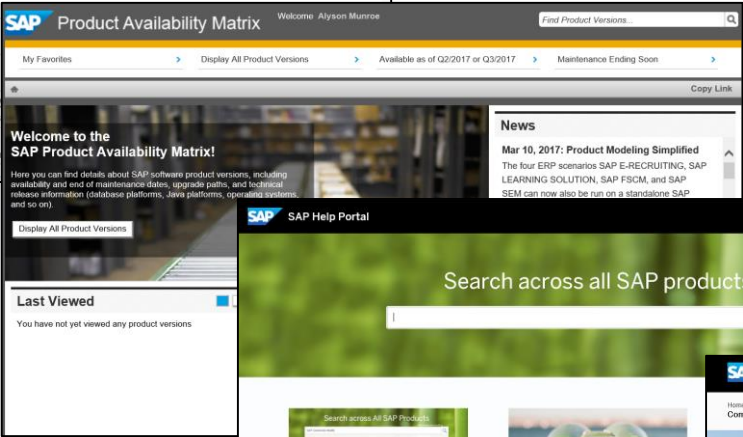 SAP Product Availability Matrix
Welcome Alyson Munroe
Find Product Versions...
My Favorites
Display All Product Versions
Available as of Q2/2017 or Q3/2017
Maintenance Ending Soon
Copy Link
Welcome to the
SAP Product Availability Matrix!
Here you can find details about SAP software product versions, including
availability and end of maintenance dates, upgrade paths, and technical
release information (database platforms, Java platforms, operating systems,
and so on).
Display All Product Versions
News
Mar 10, 2017: Product Modeling Simplified
The four ERP scenarios SAP E-RECRUITING, SAP
LEARNING SOLUTION, SAP FSCM, and SAP
SEM can now also be run on a standalone SAP
Last Viewed
You have not yet viewed any product versions
SAP SAP Help Portal
Search across all SAP products
Search across All SAP Products